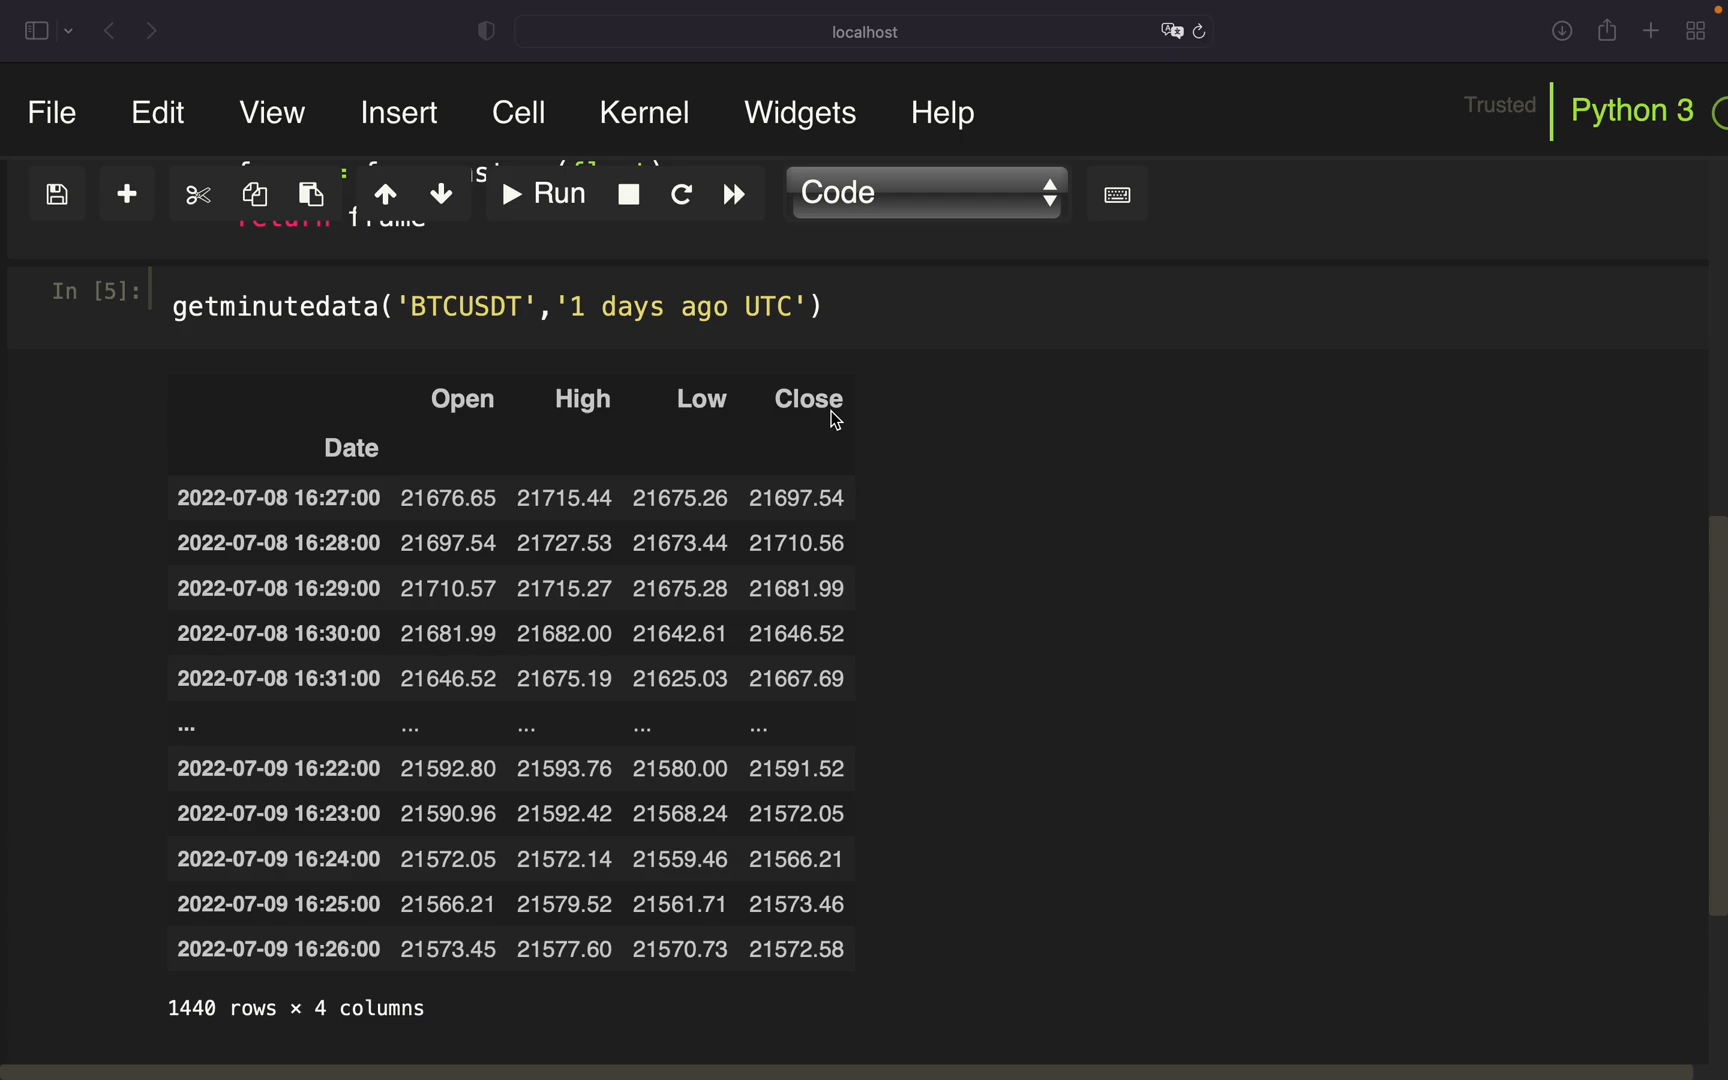 localhost
File Edit View Insert Cell Kernel Widgets Help
Trusted Python 3
Run Code
return frame
In [5]: getminutedata('BTCUSDT','1 days ago UTC')
Open High Low Close
Date
2022-07-08 16:27:00 21676.65 21715.44 21675.26 21697.54
2022-07-08 16:28:00 21697.54 21727.53 21673.44 21710.56
2022-07-08 16:29:00 21710.57 21715.27 21675.28 21681.99
2022-07-08 16:30:00 21681.99 21682.00 21642.61 21646.52
2022-07-08 16:31:00 21646.52 21675.19 21625.03 21667.69
... ... ... ... ...
2022-07-09 16:22:00 21592.80 21593.76 21580.00 21591.52
2022-07-09 16:23:00 21590.96 21592.42 21568.24 21572.05
2022-07-09 16:24:00 21572.05 21572.14 21559.46 21566.21
2022-07-09 16:25:00 21566.21 21579.52 21561.71 21573.46
2022-07-09 16:26:00 21573.45 21577.60 21570.73 21572.58
1440 rows × 4 columns